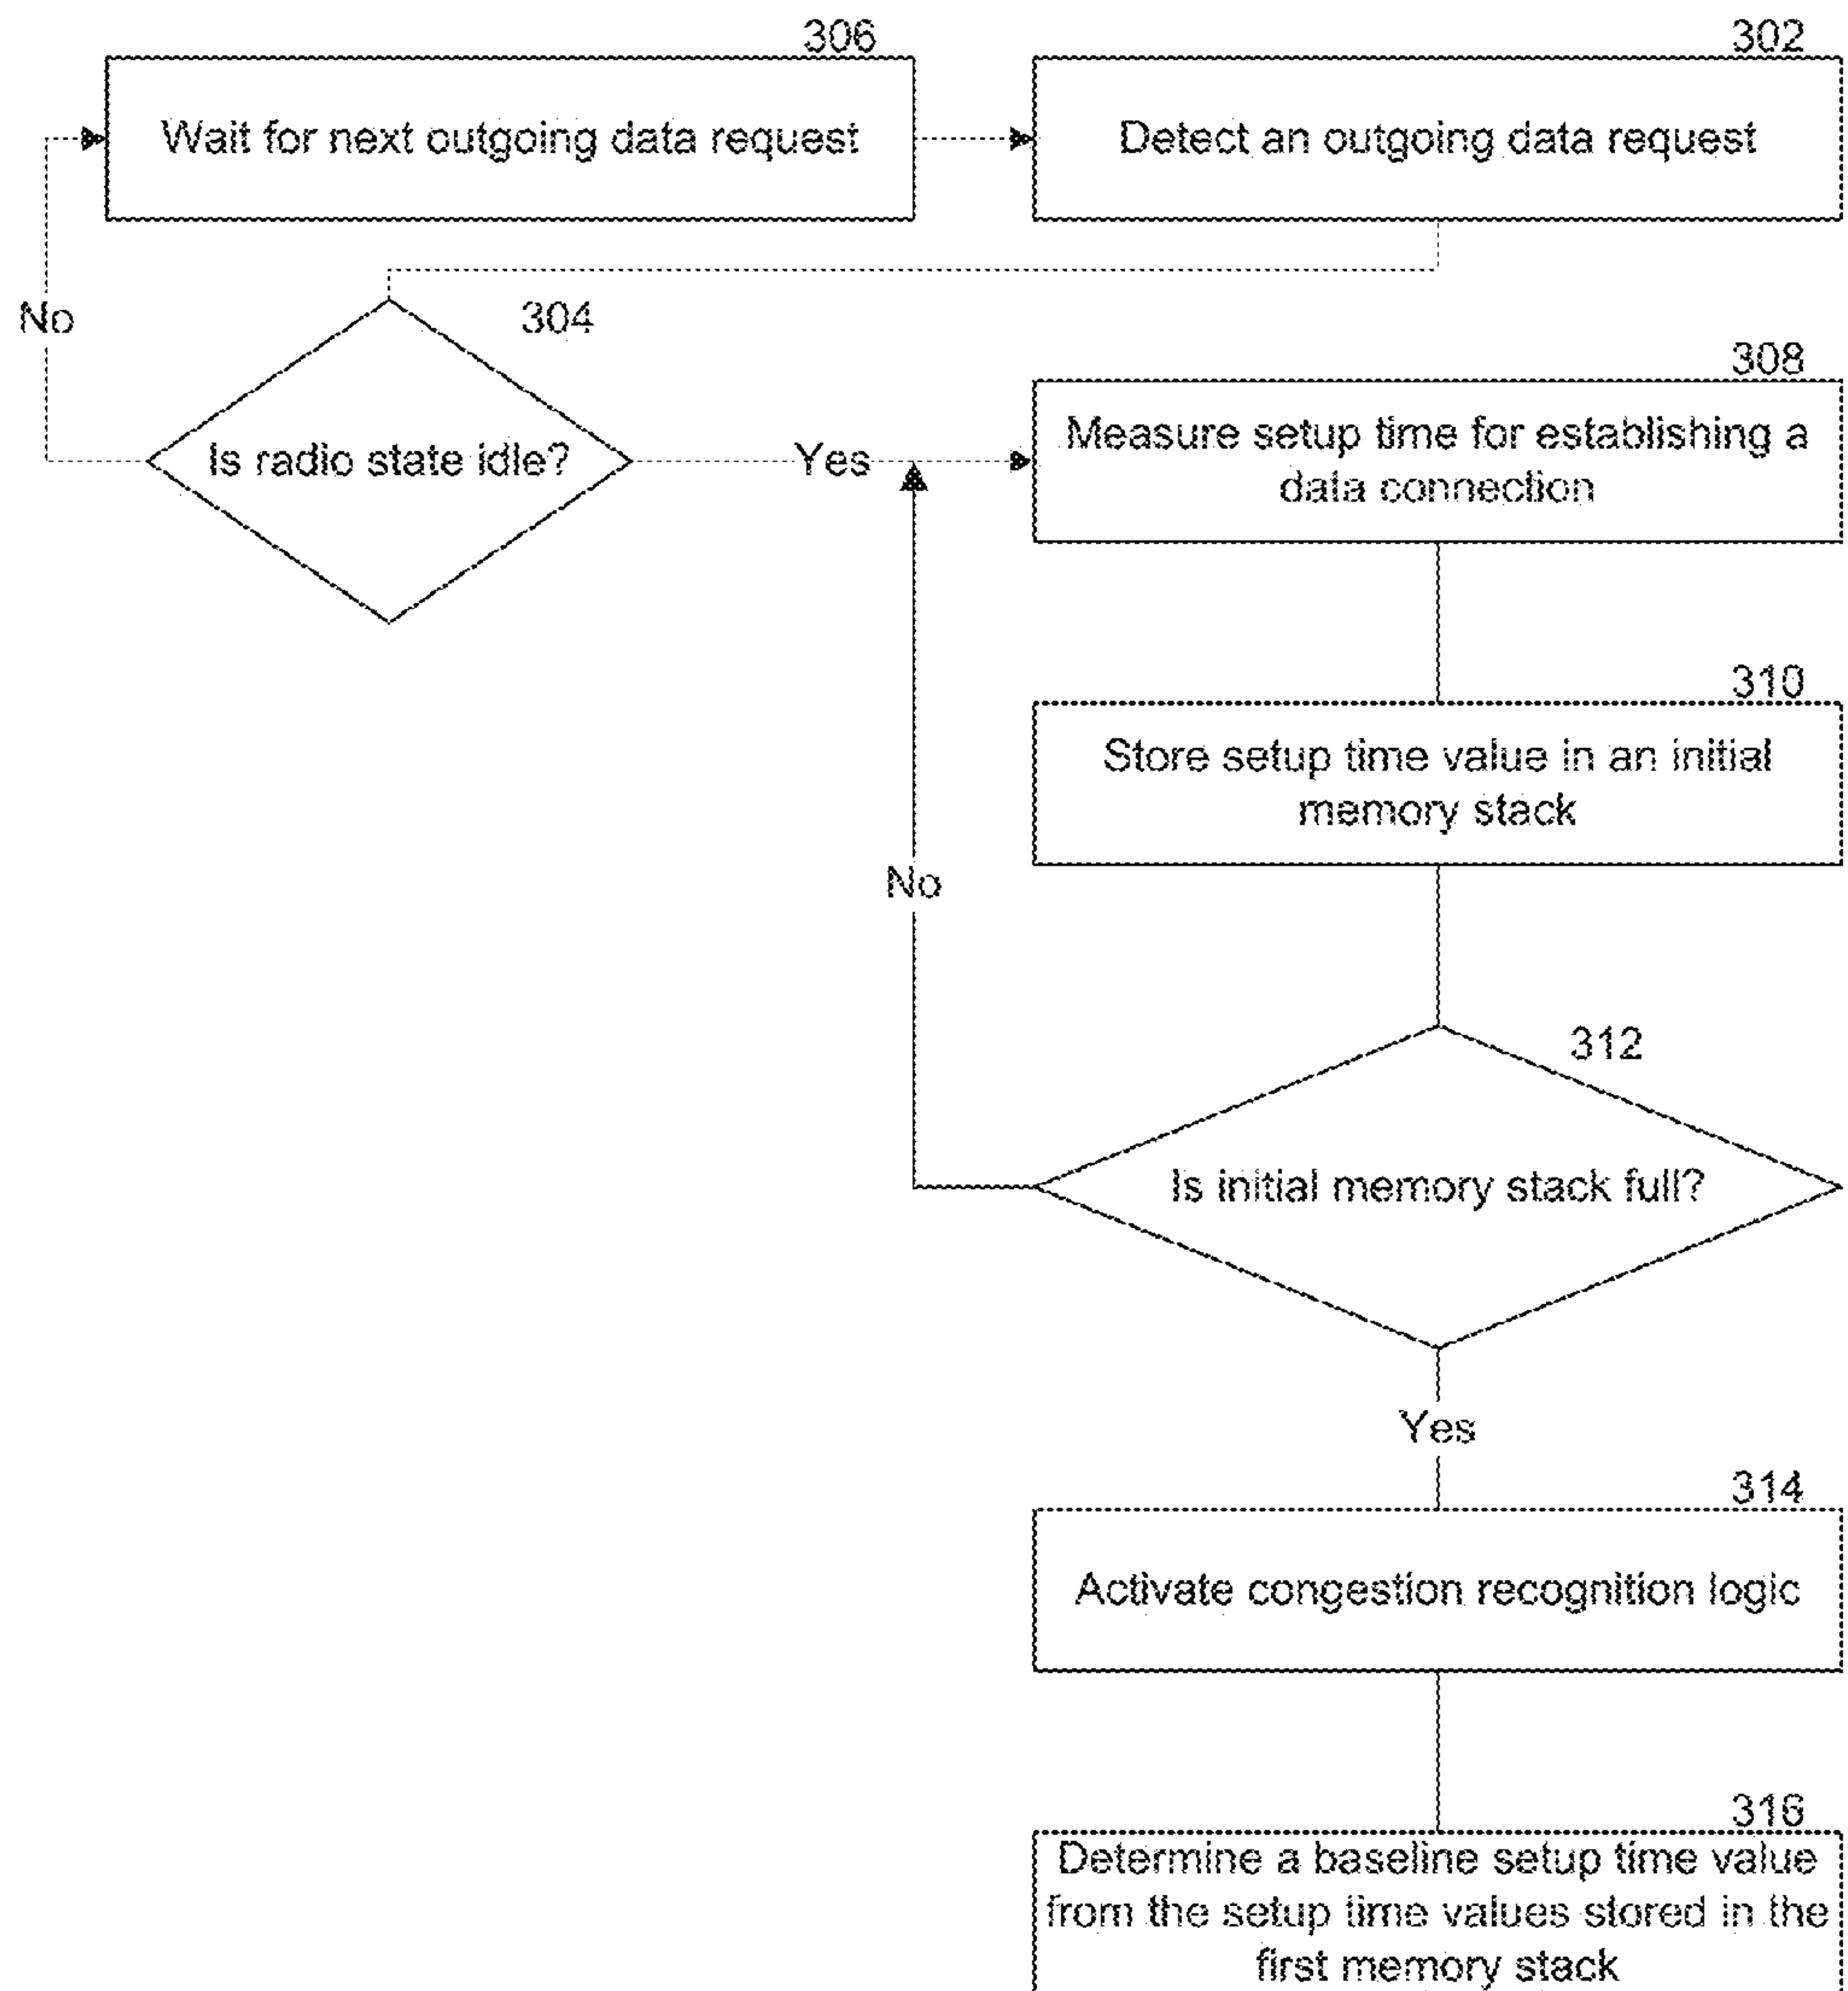 306
Wait for next outgoing data request
302
Detect an outgoing data request
No
304
Is radio state idle?
Yes
308
Measure setup time for establishing a
data connection
310
Store setup time value in an initial
memory stack
No
312
Is initial memory stack full?
Yes
314
Activate congestion recognition logic
316
Determine a baseline setup time value
from the setup time values stored in the
first memory stack